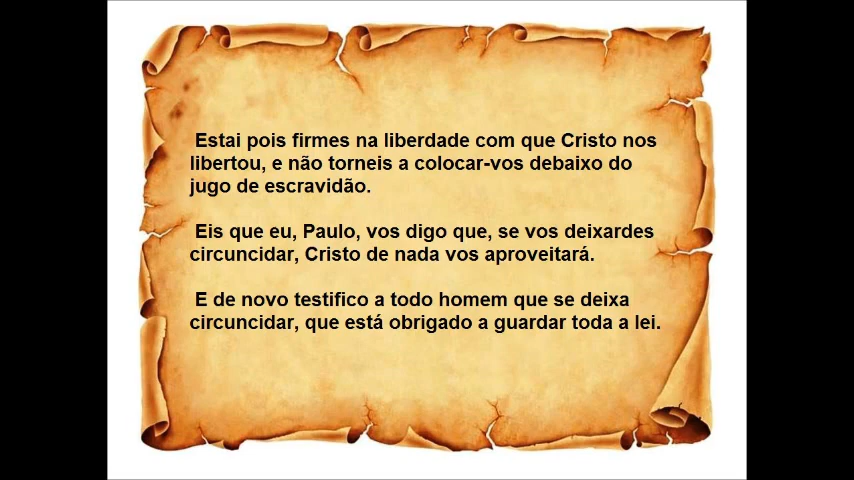 Estai pois firmes na liberdade com que Cristo nos
libertou, e não torneis a colocar-vos debaixo do
jugo de escravidão.
Eis que eu, Paulo, vos digo que, se vos deixardes
circuncidar, Cristo de nada vos aproveitará.
E de novo testifico a todo homem que se deixa
circuncidar, que está obrigado a guardar toda a lei.